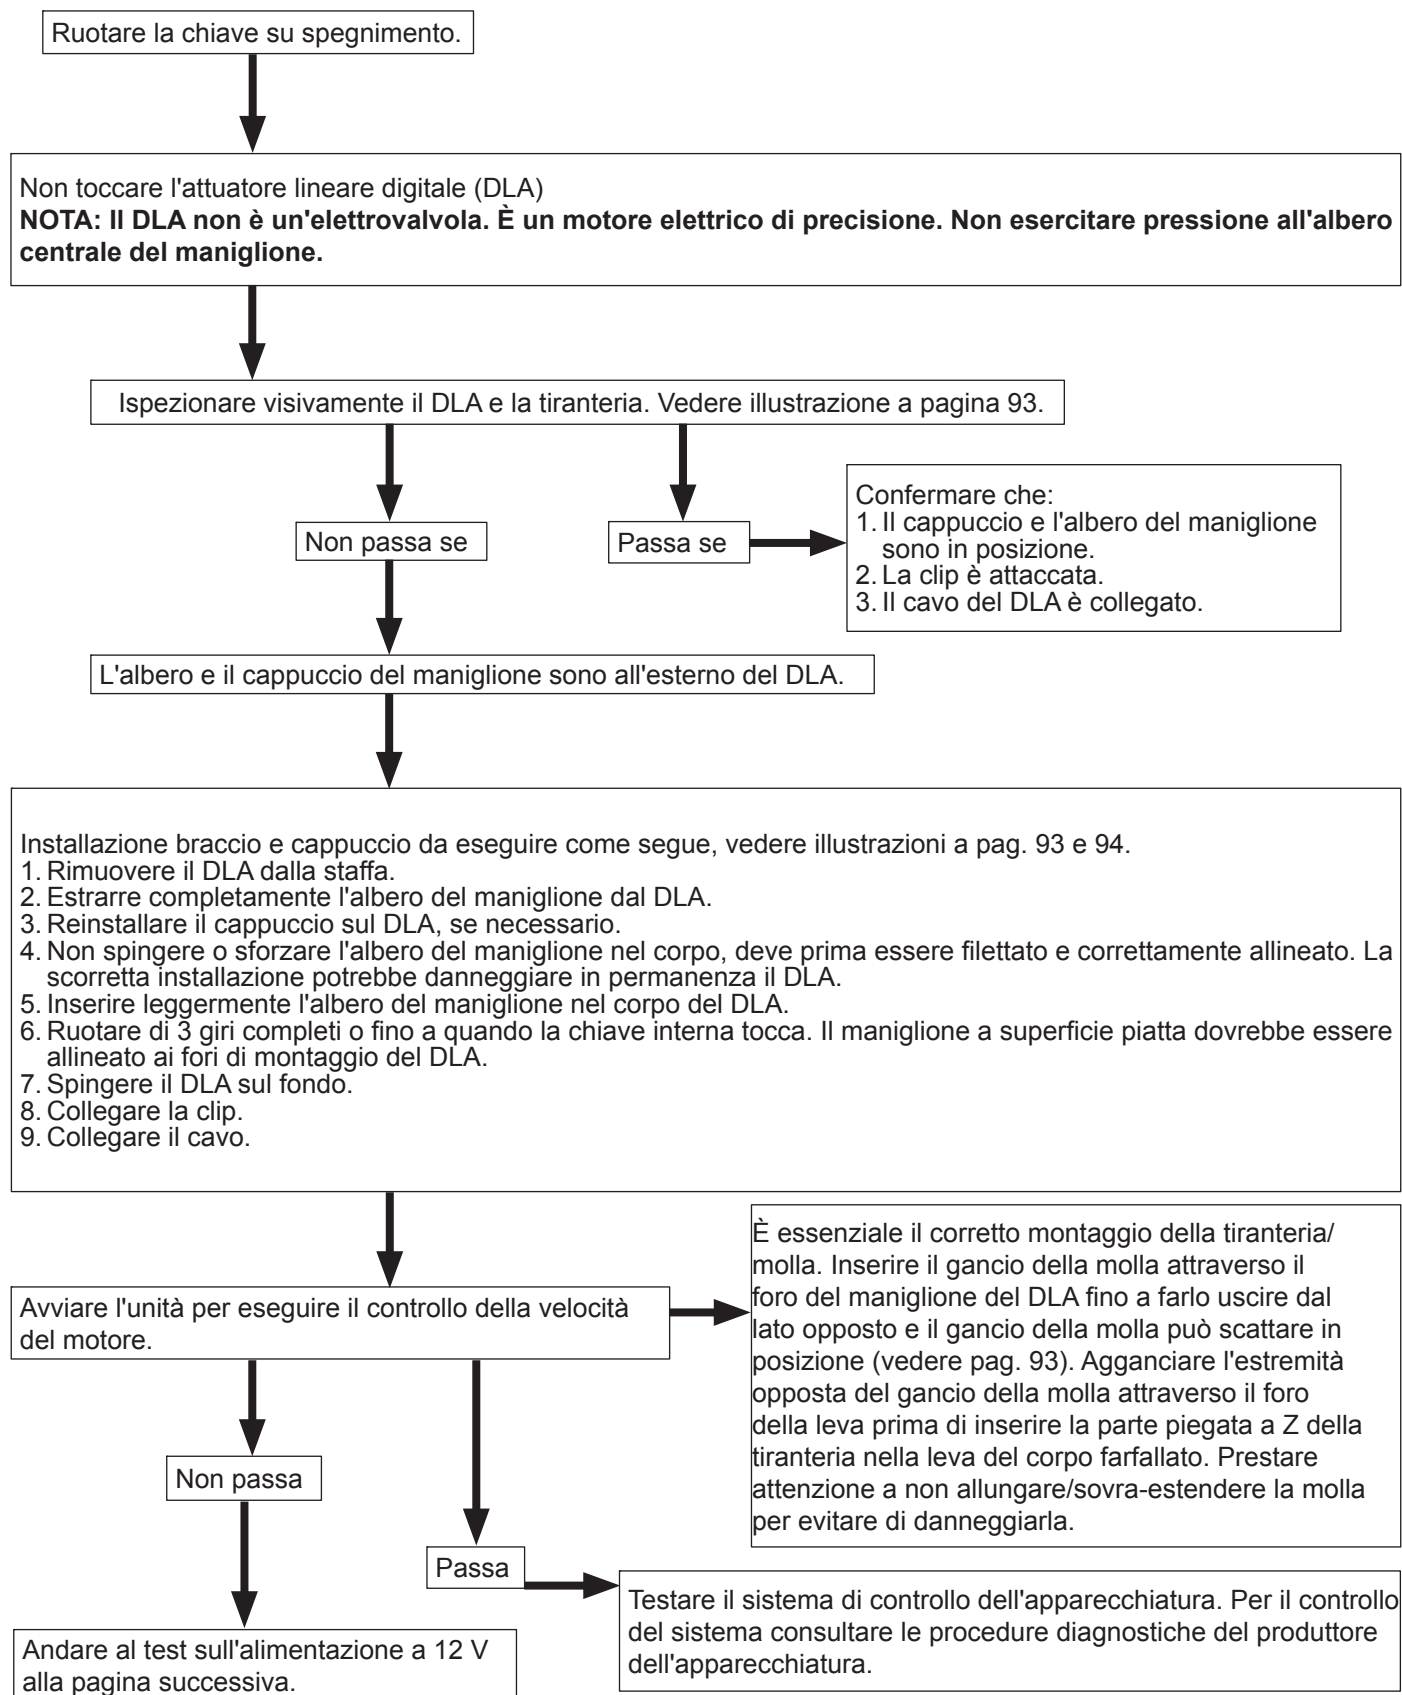 Ruotare la chiave su spegnimento.
Non toccare l'attuatore lineare digitale (DLA)
NOTA: Il DLA non è un'elettrovalvola. È un motore elettrico di precisione. Non esercitare pressione all'albero
centrale del maniglione.
Ispezionare visivamente il DLA e la tiranteria. Vedere illustrazione a pagina 93.
Non passa se
Passa se
Confermare che:
1. Il cappuccio e l'albero del maniglione
sono in posizione.
2. La clip è attaccata.
3. Il cavo del DLA è collegato.
L'albero e il cappuccio del maniglione sono all'esterno del DLA.
Installazione braccio e cappuccio da eseguire come segue, vedere illustrazioni a pag. 93 e 94.
1. Rimuovere il DLA dalla staffa.
2. Estrarre completamente l'albero del maniglione dal DLA.
3. Reinstallare il cappuccio sul DLA, se necessario.
4. Non spingere o sforzare l'albero del maniglione nel corpo, deve prima essere filettato e correttamente allineato. La
scorretta installazione potrebbe danneggiare in permanenza il DLA.
5. Inserire leggermente l'albero del maniglione nel corpo del DLA.
6. Ruotare di 3 giri completi o fino a quando la chiave interna tocca. Il maniglione a superficie piatta dovrebbe essere
allineato ai fori di montaggio del DLA.
7. Spingere il DLA sul fondo.
8. Collegare la clip.
9. Collegare il cavo.
Avviare l'unità per eseguire il controllo della velocità
del motore.
È essenziale il corretto montaggio della tiranteria/
molla. Inserire il gancio della molla attraverso il
foro del maniglione del DLA fino a farlo uscire dal
lato opposto e il gancio della molla può scattare in
posizione (vedere pag. 93). Agganciare l'estremità
opposta del gancio della molla attraverso il foro
della leva prima di inserire la parte piegata a Z della
tiranteria nella leva del corpo farfallato. Prestare
attenzione a non allungare/sovra-estendere la molla
per evitare di danneggiarla.
Non passa
Passa
Testare il sistema di controllo dell'apparecchiatura. Per il controllo
del sistema consultare le procedure diagnostiche del produttore
dell'apparecchiatura.
Andare al test sull'alimentazione a 12 V
alla pagina successiva.